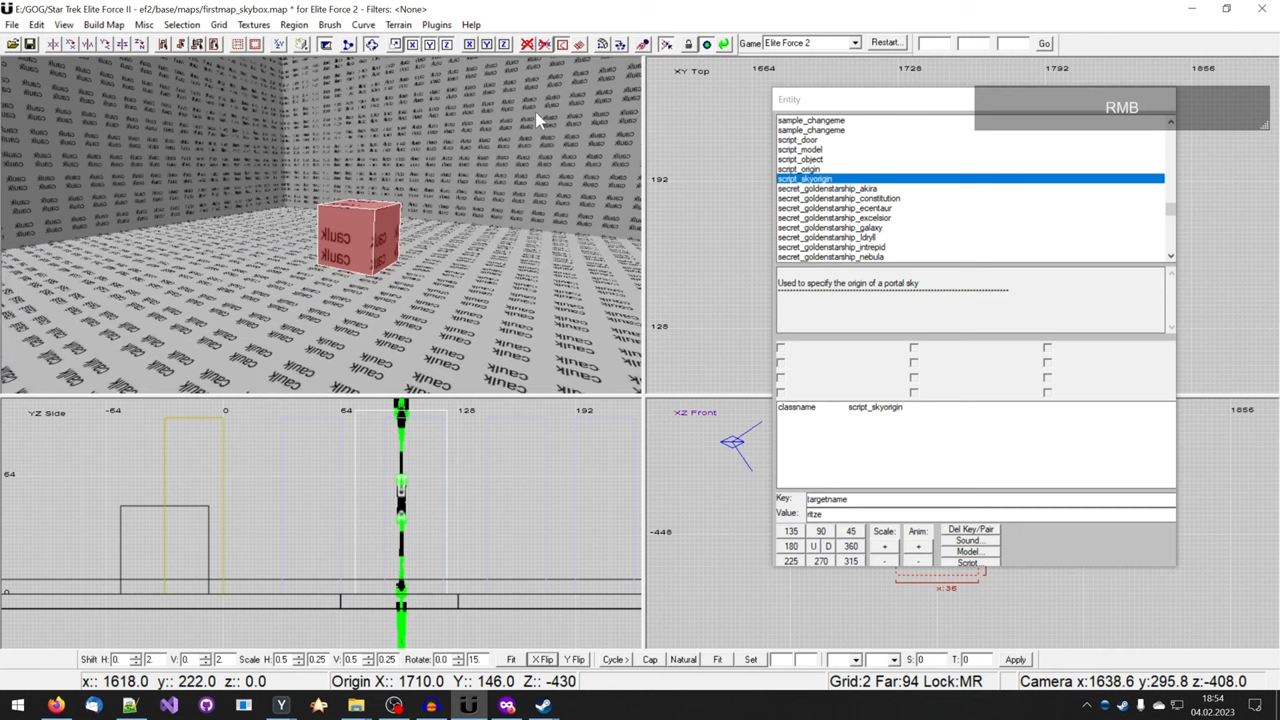 E:/GOG/Star Trek Elite Force II - ef2/base/maps/firstmap_skybox.map * for Elite Force 2 - Filters: <None>
File Edit View Build Map Misc Selection Grid Textures Region Brush Curve Terrain Plugins Help
Game Elite Force 2 Restart... Go
XY Top 1664 1728 1792 1856
192
128
Entity
RMB
sample_changeme
sample_changeme
script_door
script_model
script_object
script_origin
script_skyorigin
secret_goldenstarship_akira
secret_goldenstarship_constitution
secret_goldenstarship_ecentaur
secret_goldenstarship_excelsior
secret_goldenstarship_galaxy
secret_goldenstarship_ldryll
secret_goldenstarship_intrepid
secret_goldenstarship_nebula
Used to specify the origin of a portal sky
classname script_skyorigin
Key: targetname
Value: ritze
135 90 45 Scale: Anim: Del Key/Pair
180 U D 360 + + Sound...
Model...
225 270 315 - - Script
caulk
YZ Side -64 0 64 128 192
64
0
XZ Front 1856
-448
x:36
Shift H: 0. 2. V: 0. 2. Scale H: 0.5 0.25 V: 0.5 0.25 Rotate: 0.0 15. Fit X Flip Y Flip Cycle> Cap Natural Fit Set S: 0 T: 0 Apply
x:: 1618.0 y:: 222.0 z:: 0.0 Origin X:: 1710.0 Y:: 146.0 Z:: -430 Grid:2 Far:94 Lock:MR Camera x:1638.6 y:295.8 z:-408.0
18:54
04.02.2023